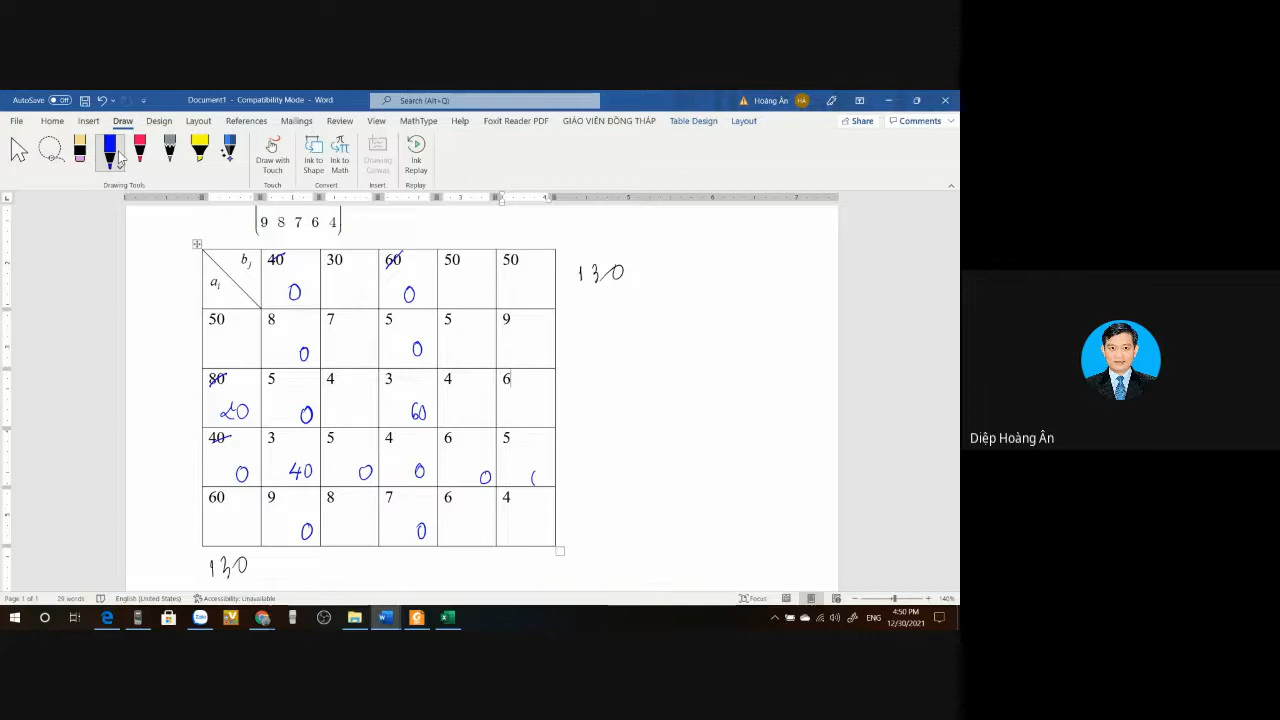 AutoSave Off Document1 - Compatibility Mode - Word Search (Alt+Q) Hoàng Ân HÂ
File Home Insert Draw Design Layout References Mailings Review View MathType Help Foxit Reader PDF GIÁO VIÊN ĐỒNG THÁP Table Design Layout Share Comments
Draw with Touch Ink to Shape Ink to Math Drawing Canvas Ink Replay
Drawing Tools Touch Convert Insert Replay
9 8 7 6 4
bj 40 30 60 50 50
ai 0 0
130
50 8 7 5 5 9
0 0
80 5 4 3 4 6
20 0 60
40 3 5 4 6 5
0 40 0 0 0 (
60 9 8 7 6 4
0 0
130
Diệp Hoàng Ân
Page 1 of 1 29 words English (United States) Accessibility: Unavailable Focus 140%
ENG 4:50 PM
12/30/2021